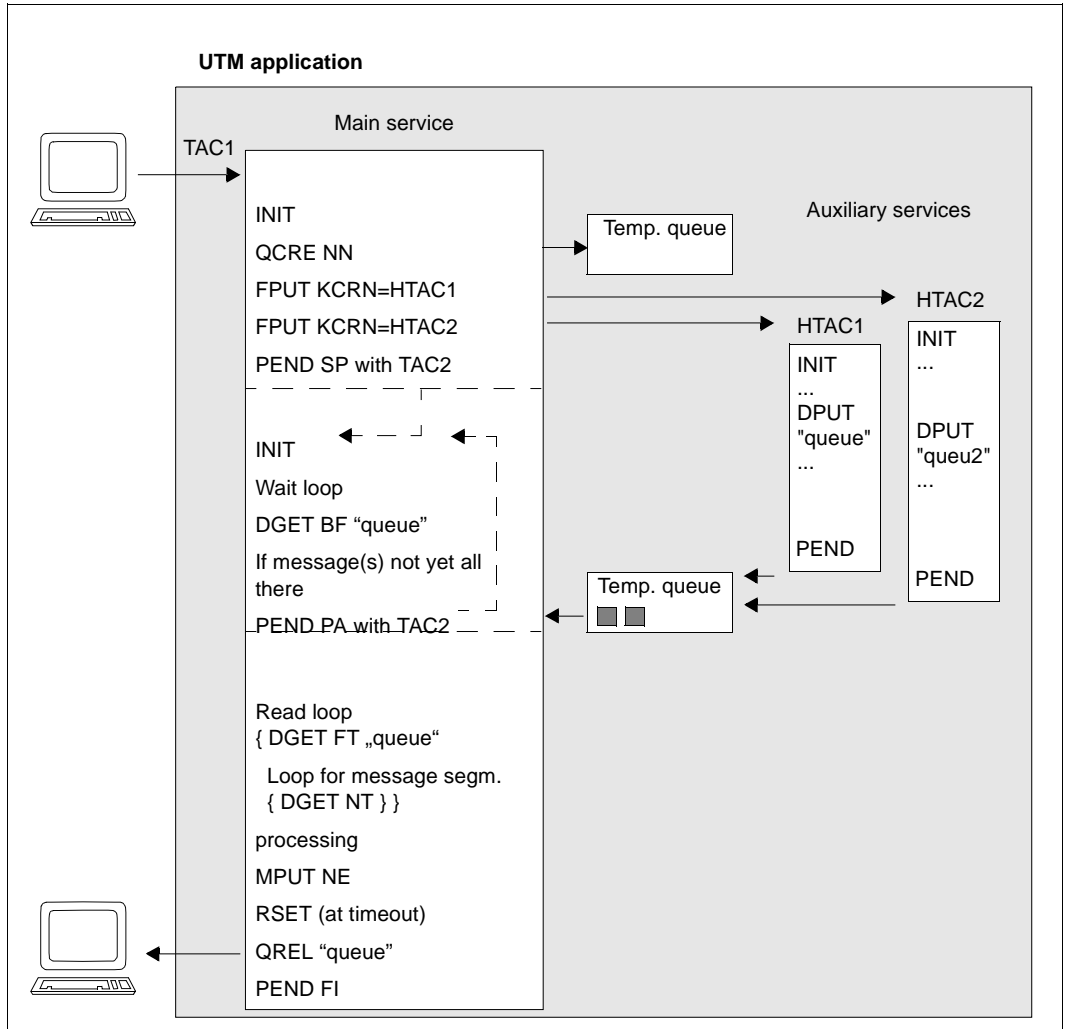 UTM application
Main service
TAC1
INIT
QCRE NN
FPUT KCRN=HTAC1
FPUT KCRN=HTAC2
PEND SP with TAC2
INIT
Wait loop
DGET BF “queue”
If message(s) not yet all
there
PEND PA with TAC2
Read loop
{ DGET FT „queue“
Loop for message segm.
{ DGET NT } }
processing
MPUT NE
RSET (at timeout)
QREL “queue”
PEND FI
Temp. queue
Auxiliary services
HTAC1
INIT
...
DPUT
"queue"
...
PEND
HTAC2
INIT
...
DPUT
"queu2"
...
PEND
Temp. queue